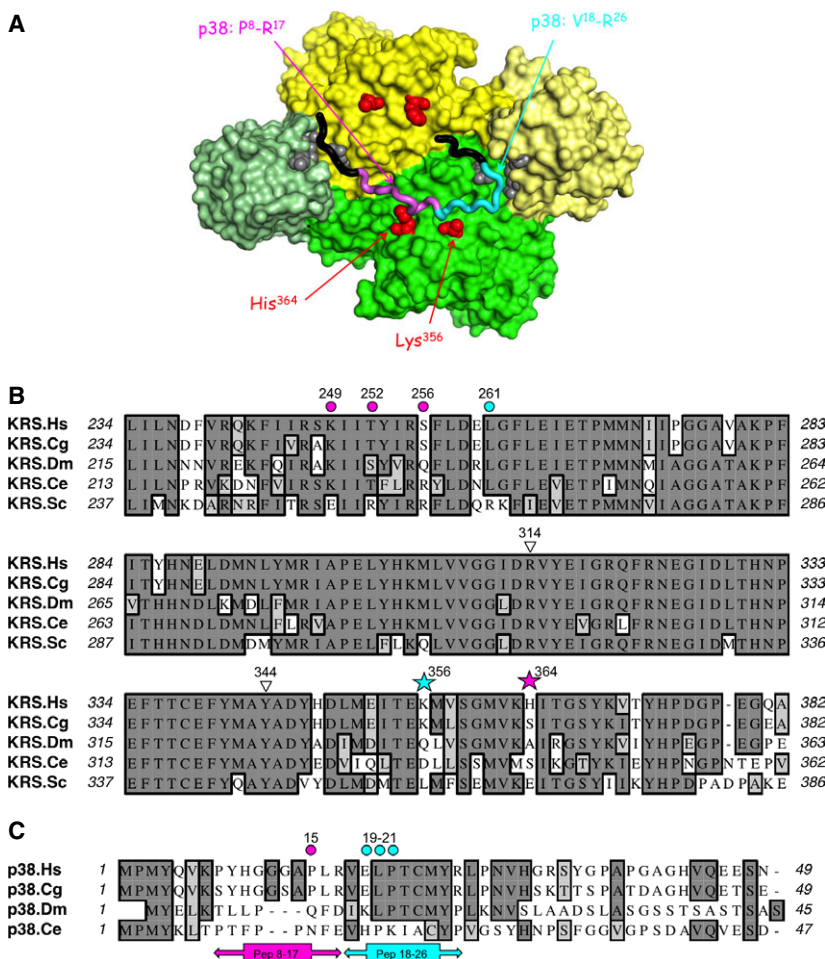 A
p38: P8-R17
p38: V18-R26
His364
Lys356
B
249 252 256 261
KRS.Hs 234 LILNDFVRQKFIIRSKIITYIRSFLDELGFLEIETPMMNIIPGGAVAKPF 283
KRS.Cg 234 LILNDFVRQKFIVRAKIITYIRSFLDELGFLEIETPMMNIIPGGAVAKPF 283
KRS.Dm 215 LILNNNVREKFQIRAKIISYVRQFLDRLGFLEIETPMMNMIAGGATAKPF 264
KRS.Ce 213 LILNPRVKDNFVIRSKIITFLRRYLDNLGFLEVETPIMNQIAGGATAKPF 262
KRS.Sc 237 LIMNKDARNRFITRSEIIRYIRRFLDQRKFIEVETPMMNVIAGGATAKPF 286
314
KRS.Hs 284 ITYHNELDMNLYMRIAPELYHKMLVVGGIDRVYEIGRQFRNEGIDLTHNP 333
KRS.Cg 284 ITYHNELDMNLYMRIAPELYHKMLVVGGIDRVYEIGRQFRNEGIDLTHNP 333
KRS.Dm 265 VTHHNDLKMDLFMRIAPELYHKMLVVGGLDRVYEIGRQFRNEGIDLTHNP 314
KRS.Ce 263 ITHHNDLDMNLFLRVAPELYHKMLVVGGIDRVYEVGRLFRNEGIDLTHNP 312
KRS.Sc 287 ITHHNDLDMDMYMRIAPELFLKQLVVGGLDRVYEIGRQFRNEGIDMTHNP 336
344 356 364
KRS.Hs 334 EFTTCEFYMAYADYHDLMEITEKMVSGMVKHITGSYKVTYHPDGP-EGQA 382
KRS.Cg 334 EFTTCEFYMAYADYEDLMEITEKMLSGMVKSITGSYKITYHPDGP-EGEA 382
KRS.Dm 315 EFTTCEFYMAYADYADIMDITEQLVSGMVKAIRGSYKVIYHPEGP-EGPE 363
KRS.Ce 313 EFTTCEFYMAYADYEDVIQLTEDLLSSMVMSIKGTYKIEYHPNGPNTEPV 362
KRS.Sc 337 EFTTCEFYQAYADVYDLMDMTELMFSEMVKEITGSYIIKYHPDPADPAKE 386
C
15 19-21
p38.Hs 1 MPMYQVKPYHGGGAPLRVELPTCMYRLPNVHGRSYGPAPGAGHVQEESN- 49
p38.Cg 1 MPMYQVKSYHGGSAPLRVELPTCMYRLPNVHSKTTSPATDAGHVQETSE- 49
p38.Dm 1 MYELKTLLP---QFDIKLPTCMYPLKNVSLAADSLASGSSTSASTSAS 45
p38.Ce 1 MPMYKLTPTFP--PNFEVHPKIACYPVGSYHNPSFGGVGPSDAVQVESD- 47
Pep 8-17 Pep 18-26